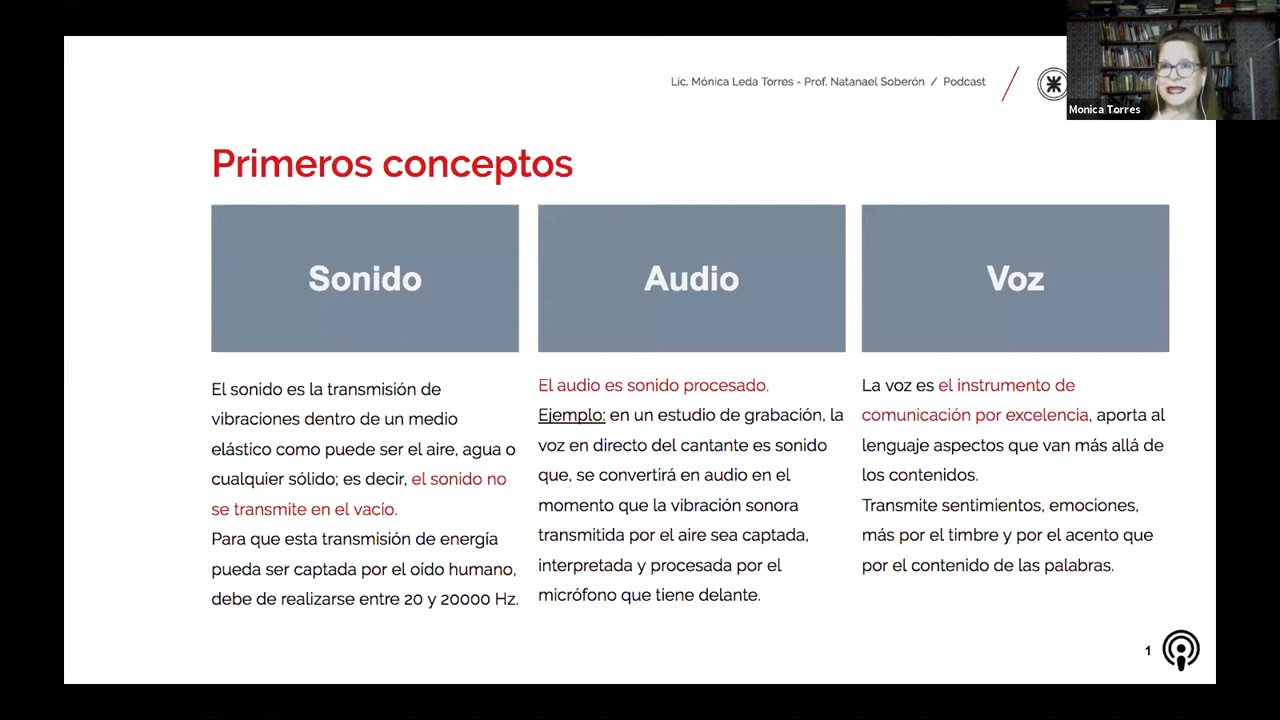 Lic. Mónica Leda Torres - Prof. Natanael Soberón / Podcast
Monica Torres
Primeros conceptos
Sonido
El sonido es la transmisión de
vibraciones dentro de un medio
elástico como puede ser el aire, agua o
cualquier sólido; es decir, el sonido no
se transmite en el vacío.
Para que esta transmisión de energía
pueda ser captada por el oído humano,
debe de realizarse entre 20 y 20000 Hz.
Audio
El audio es sonido procesado.
Ejemplo: en un estudio de grabación, la
voz en directo del cantante es sonido
que, se convertirá en audio en el
momento que la vibración sonora
transmitida por el aire sea captada,
interpretada y procesada por el
micrófono que tiene delante.
Voz
La voz es el instrumento de
comunicación por excelencia, aporta al
lenguaje aspectos que van más allá de
los contenidos.
Transmite sentimientos, emociones,
más por el timbre y por el acento que
por el contenido de las palabras.
1